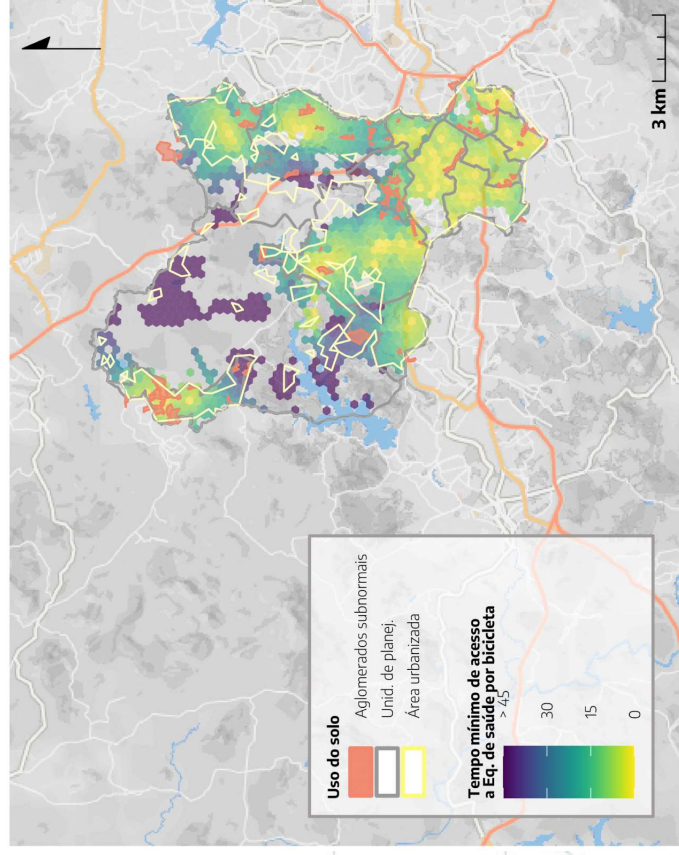 Uso do solo
Aglomerados subnormais
Unid. de planej.
Área urbanizada
Tempo mínimo de acesso
a Eq. de saúde por bicicleta
> 45
30
15
0
3 km